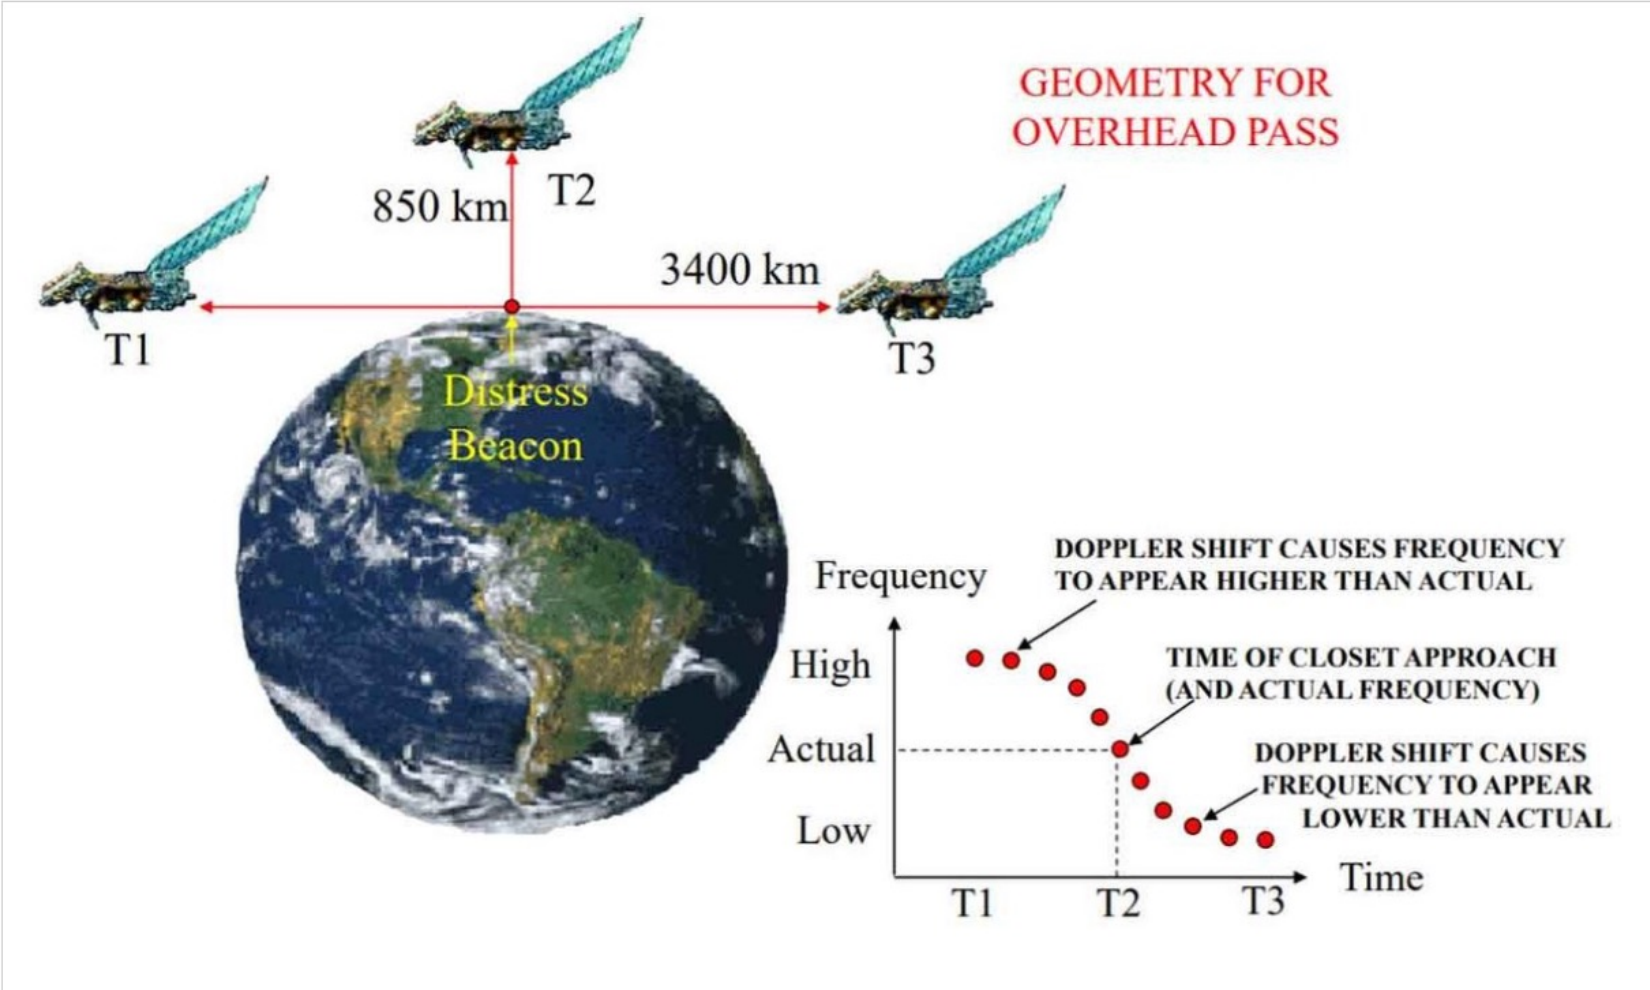 GEOMETRY FOR
OVERHEAD PASS
T2
850 km
3400 km
T1
T3
Distress
Beacon
DOPPLER SHIFT CAUSES FREQUENCY
TO APPEAR HIGHER THAN ACTUAL
Frequency
High
TIME OF CLOSET APPROACH
(AND ACTUAL FREQUENCY)
Actual
DOPPLER SHIFT CAUSES
FREQUENCY TO APPEAR
LOWER THAN ACTUAL
Low
Time
T1 T2 T3